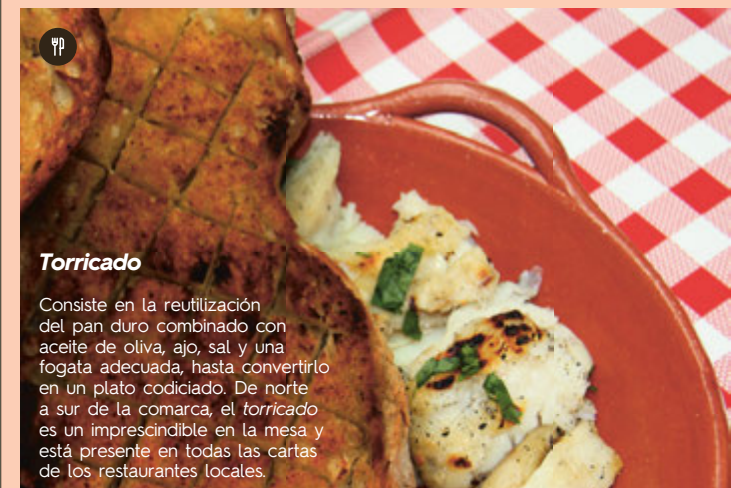 Torricado
Consiste en la reutilización
del pan duro combinado con
aceite de oliva, ajo, sal y una
fogata adecuada, hasta convertirlo
en un plato codiciado. De norte
a sur de la comarca, el torricado
es un imprescindible en la mesa y
está presente en todas las cartas
de los restaurantes locales.